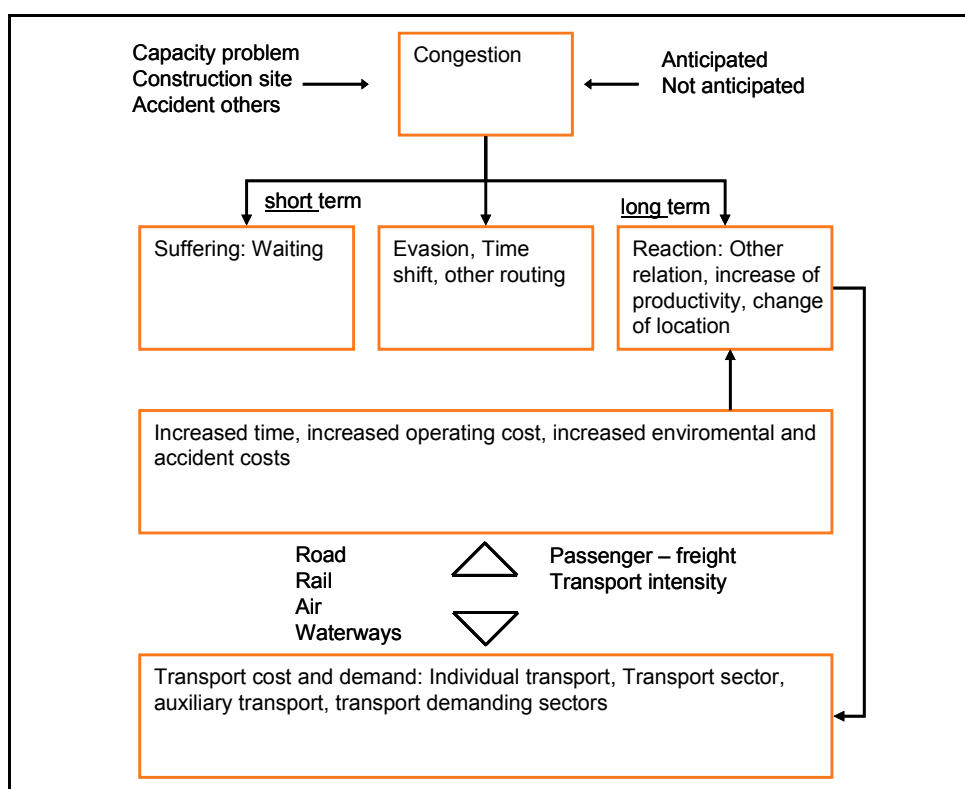 Capacity problem
Construction site
Accident others
Congestion
Anticipated
Not anticipated
short term
long term
Suffering: Waiting
Evasion, Time
shift, other routing
Reaction: Other
relation, increase of
productivity, change
of location
Increased time, increased operating cost, increased enviromental and
accident costs
Road
Rail
Air
Waterways
Passenger – freight
Transport intensity
Transport cost and demand: Individual transport, Transport sector,
auxiliary transport, transport demanding sectors